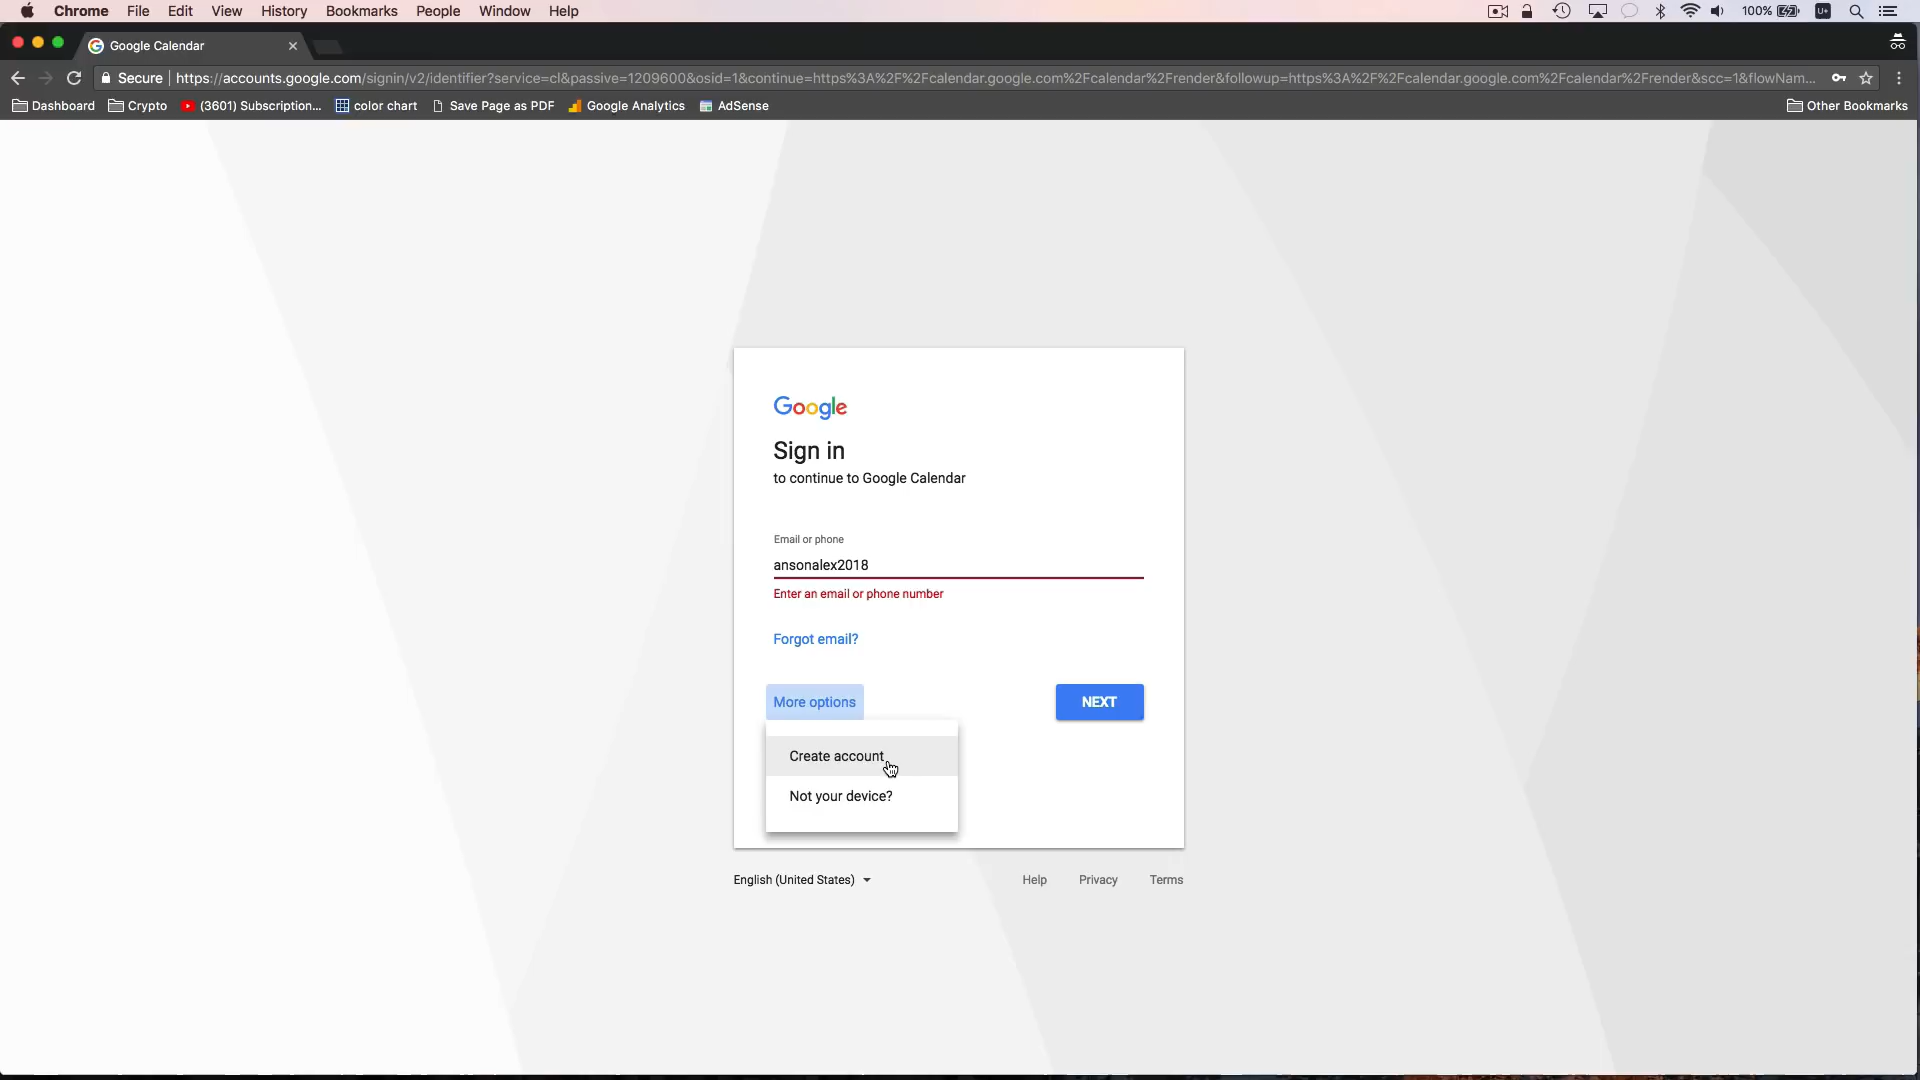 Chrome File Edit View History Bookmarks People Window Help 100%
Google Calendar
Secure https://accounts.google.com/signin/v2/identifier?service=cl&passive=1209600&osid=1&continue=https%3A%2F%2Fcalendar.google.com%2Fcalendar%2Frender&followup=https%3A%2F%2Fcalendar.google.com%2Fcalendar%2Frender&scc=1&flowNam...
Dashboard Crypto (3601) Subscription... color chart Save Page as PDF Google Analytics AdSense Other Bookmarks
Google
Sign in
to continue to Google Calendar
Email or phone
ansonalex2018
Enter an email or phone number
Forgot email?
More options NEXT
Create account
Not your device?
English (United States) Help Privacy Terms